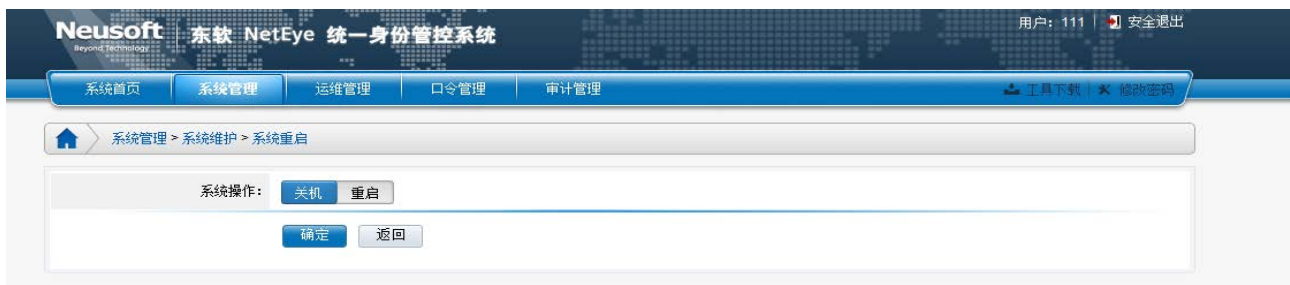 Neusoft 东软 NetEye 统一身份管控系统 用户: 111 安全退出
Beyond Technology
系统首页 系统管理 运维管理 口令管理 审计管理 工具下载 修改密码
系统管理 > 系统维护 > 系统重启
系统操作: 关机 重启
确定 返回